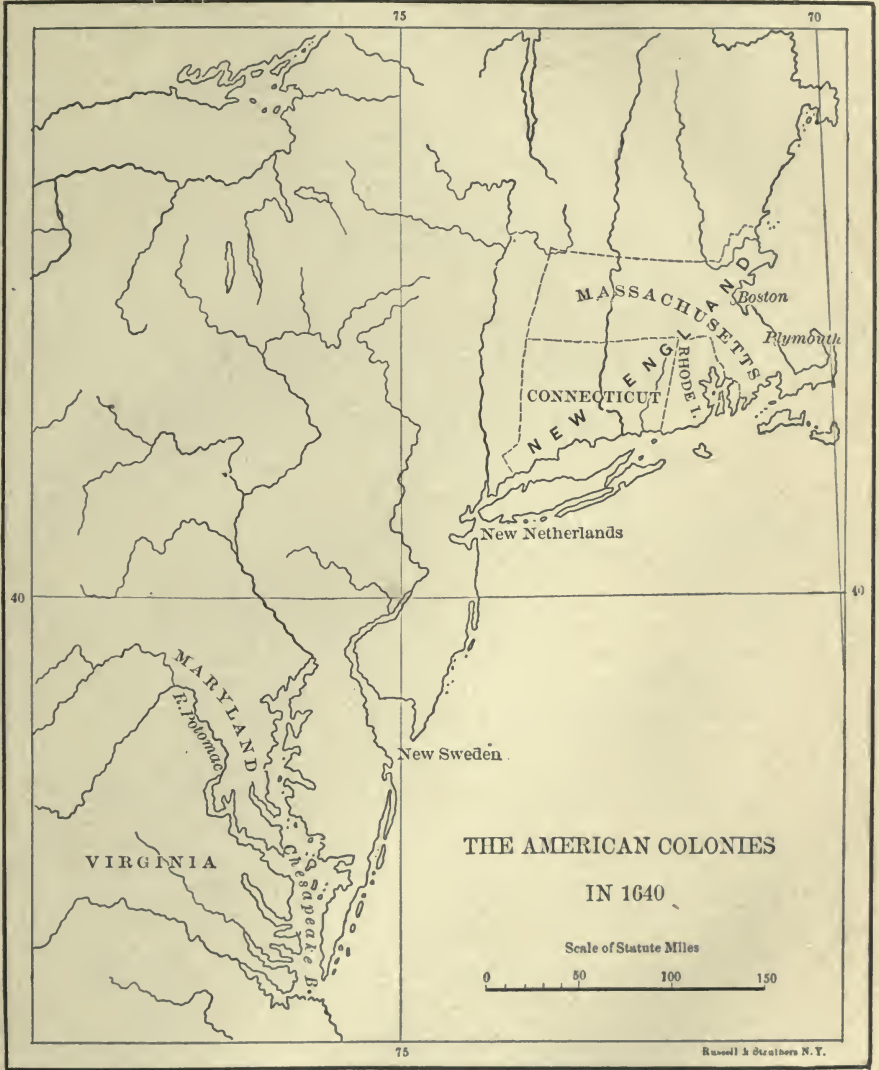 75
70
MASSACHUSETTS
Boston
Plymouth
NEW ENGLAND
RHODE I.
CONNECTICUT
New Netherlands
40
40
MARYLAND
R. Potomac
New Sweden
VIRGINIA
Chesapeake B.
THE AMERICAN COLONIES
IN 1640
Scale of Statute Miles
0 50 100 150
75
Russell & Struthers N.Y.